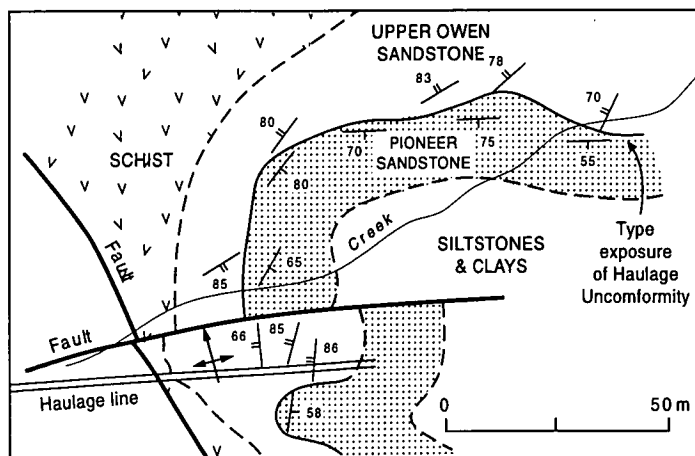 UPPER OWEN
SANDSTONE
78
83
70
80
SCHIST
PIONEER
SANDSTONE
70
75
80
55
Creek
Type
exposure
of Haulage
Uncomformity
SILTSTONES
& CLAYS
Fault
65
85
Fault
66
85
86
Haulage line
58
0
50 m